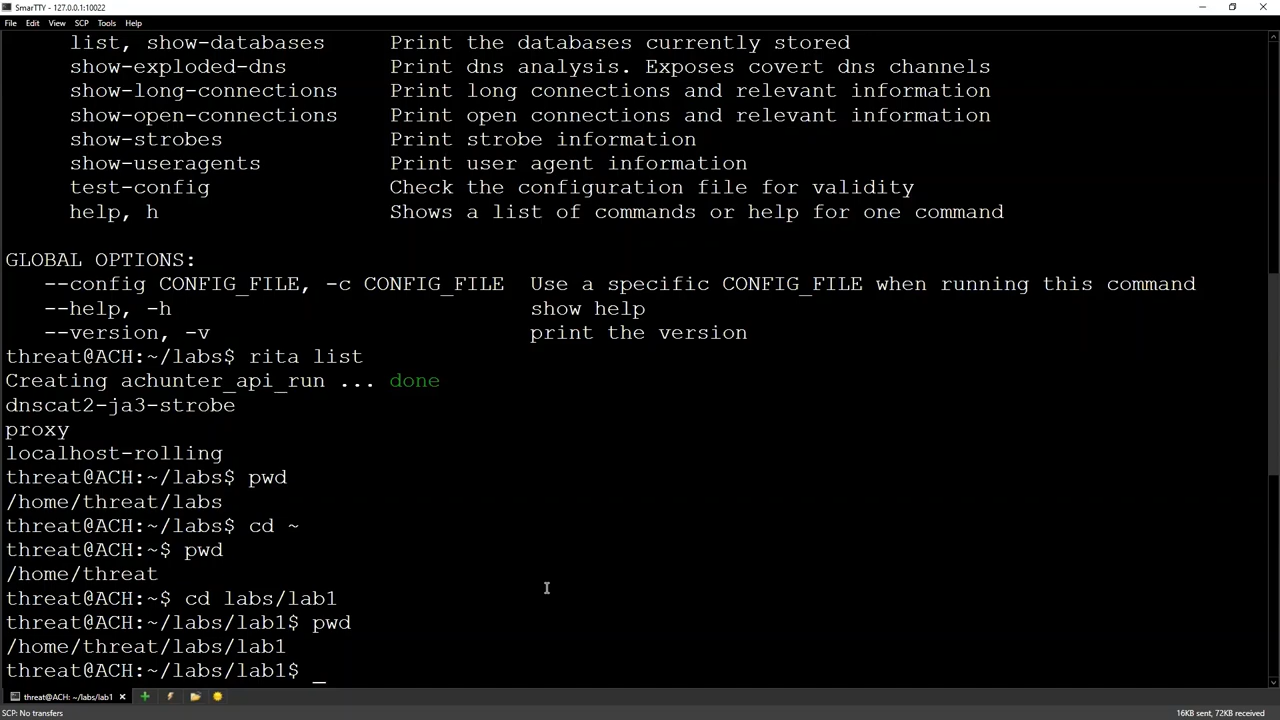 SmarTTY - 127.0.0.1:10022
File Edit View SCP Tools Help
list, show-databases Print the databases currently stored
show-exploded-dns Print dns analysis. Exposes covert dns channels
show-long-connections Print long connections and relevant information
show-open-connections Print open connections and relevant information
show-strobes Print strobe information
show-useragents Print user agent information
test-config Check the configuration file for validity
help, h Shows a list of commands or help for one command
GLOBAL OPTIONS:
--config CONFIG_FILE, -c CONFIG_FILE Use a specific CONFIG_FILE when running this command
--help, -h show help
--version, -v print the version
threat@ACH:~/labs$ rita list
Creating achunter_api_run ... done
dnscat2-ja3-strobe
proxy
localhost-rolling
threat@ACH:~/labs$ pwd
/home/threat/labs
threat@ACH:~/labs$ cd ~
threat@ACH:~$ pwd
/home/threat
threat@ACH:~$ cd labs/lab1
threat@ACH:~/labs/lab1$ pwd
/home/threat/labs/lab1
threat@ACH:~/labs/lab1$ _
threat@ACH: ~/labs/lab1
SCP: No transfers 16KB sent, 72KB received